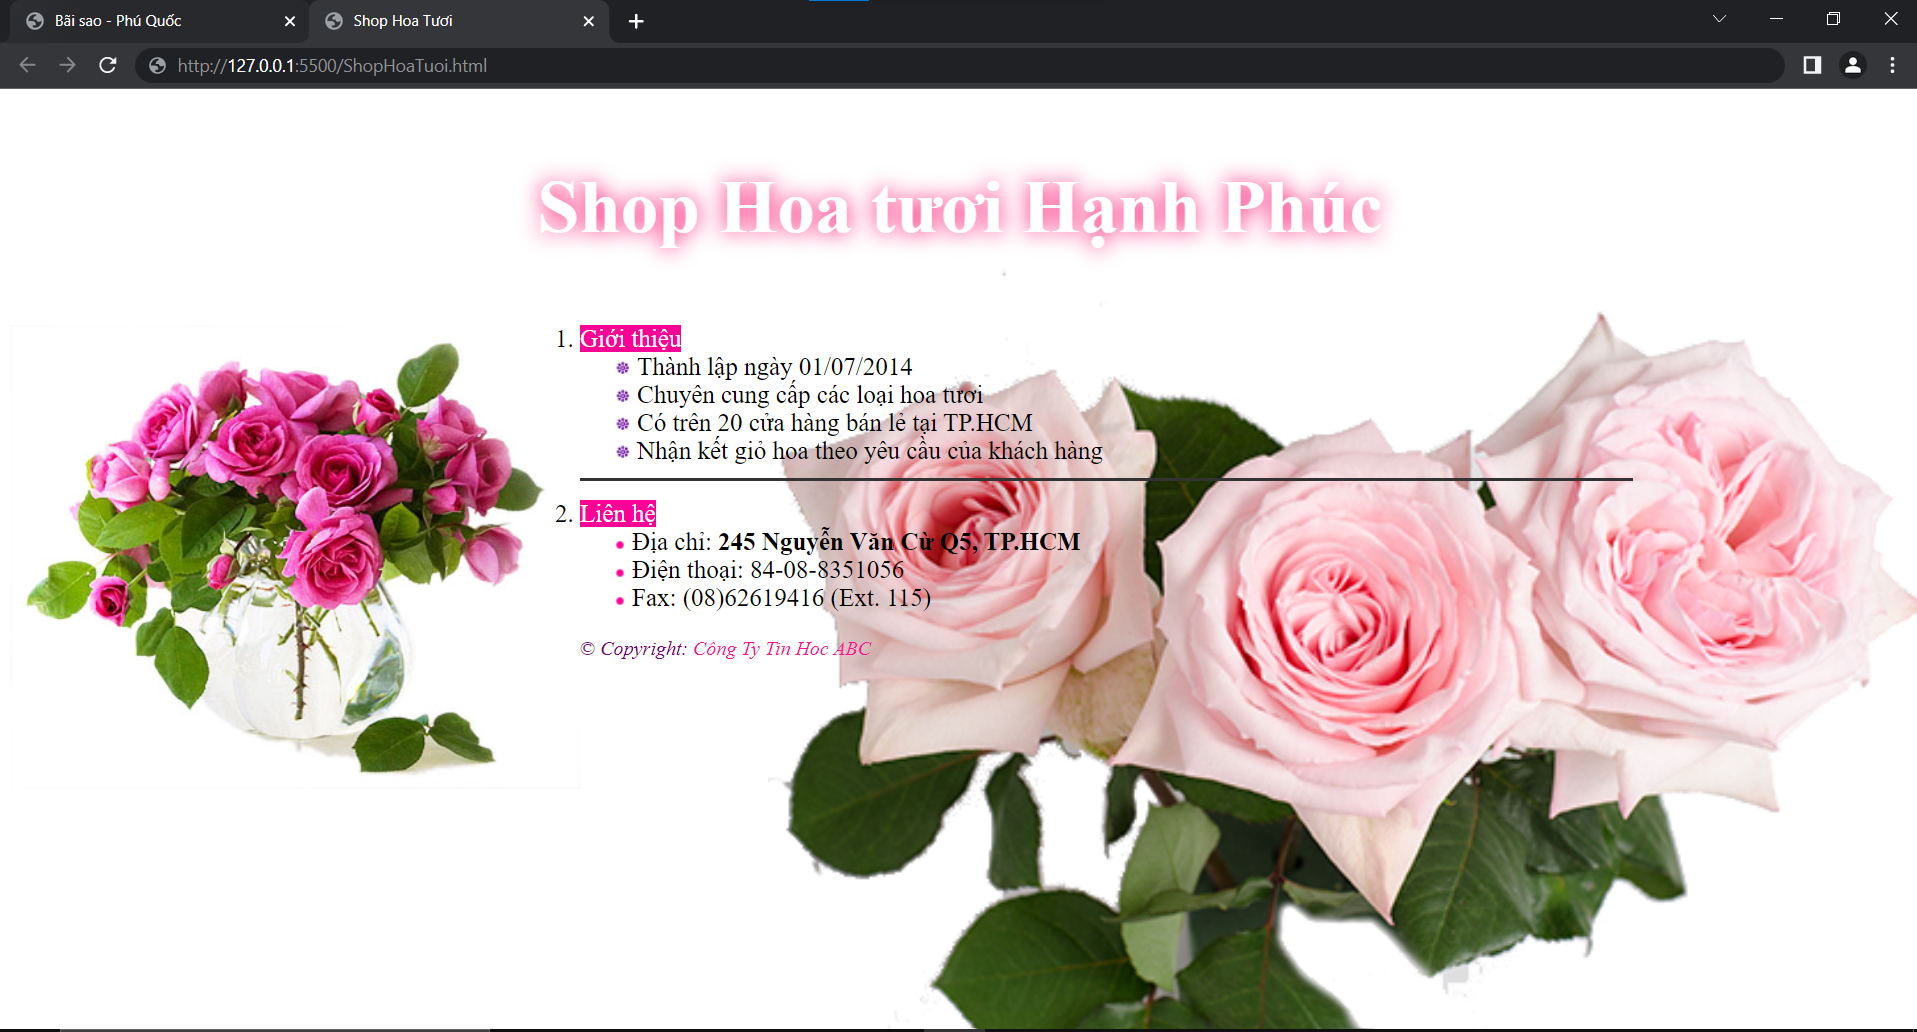 Bãi sao - Phú Quốc
Shop Hoa Tươi
http://127.0.0.1:5500/ShopHoaTuoi.html
Shop Hoa tươi Hạnh Phúc
1. Giới thiệu
Thành lập ngày 01/07/2014
Chuyên cung cấp các loại hoa tươi
Có trên 20 cửa hàng bán lẻ tại TP.HCM
Nhận kết giỏ hoa theo yêu cầu của khách hàng
2. Liên hệ
Địa chỉ: 245 Nguyễn Văn Cừ Q5, TP.HCM
Điện thoại: 84-08-8351056
Fax: (08)62619416 (Ext. 115)
© Copyright: Công Ty Tin Hoc ABC